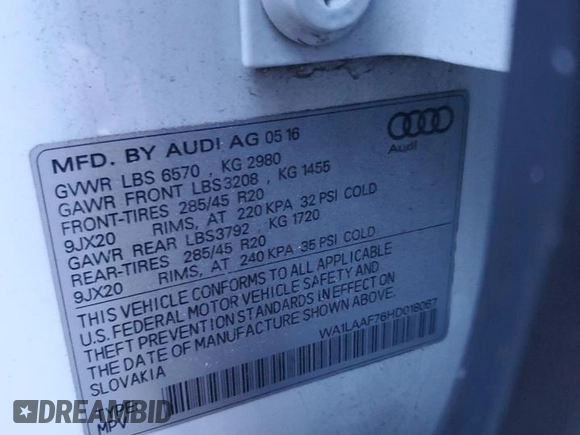 MFD. BY AUDI AG 05 16
GVWR LBS 6570 , KG 2980
GAWR FRONT LBS3208 , KG 1455
FRONT-TIRES 285/45 R20
9JX20 RIMS, AT 220 KPA 32 PSI COLD
GAWR REAR LBS3792 , KG 1720
REAR-TIRES 285/45 R20
9JX20 RIMS, AT 240 KPA 35 PSI COLD
THIS VEHICLE CONFORMS TO ALL APPLICABLE
U.S. FEDERAL MOTOR VEHICLE SAFETY AND
THEFT PREVENTION STANDARDS IN EFFECT ON
THE DATE OF MANUFACTURE SHOWN ABOVE.
SLOVAKIA
WA1LAAF76HD018067
TYPE:
MPV
Audi
DREAMBID